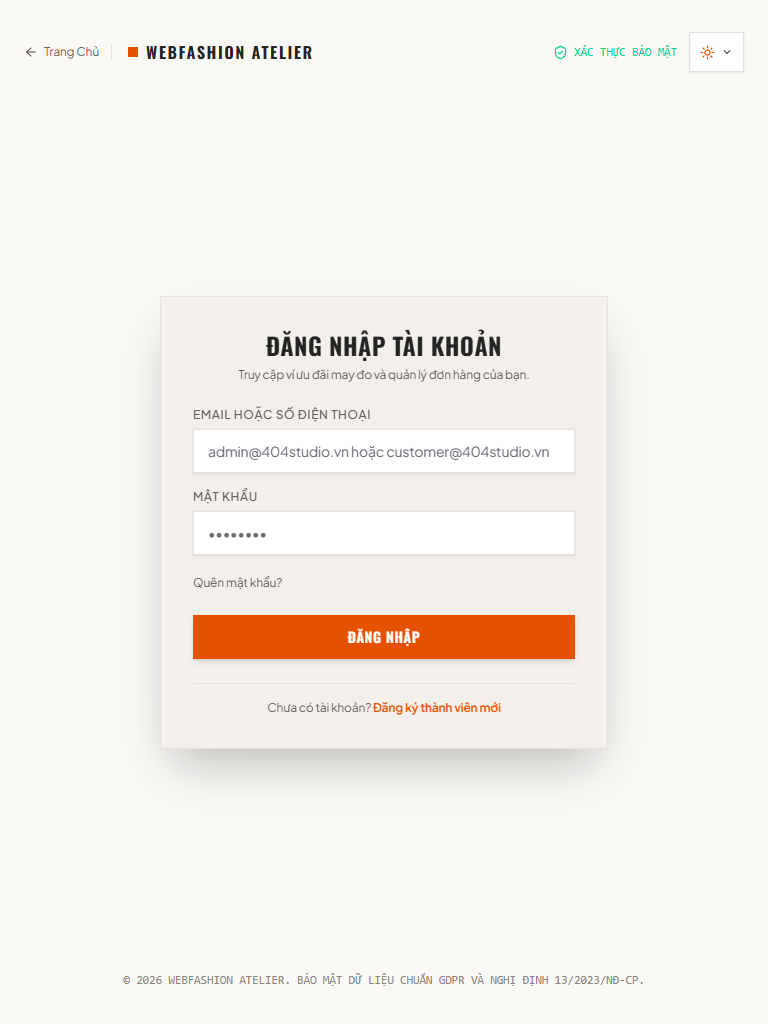 Trang Chủ
WEBFASHION ATELIER
XÁC THỰC BẢO MẬT
ĐĂNG NHẬP TÀI KHOẢN
Truy cập ví ưu đãi may đo và quản lý đơn hàng của bạn.
EMAIL HOẶC SỐ ĐIỆN THOẠI
admin@404studio.vn hoặc customer@404studio.vn
MẬT KHẨU
••••••••
Quên mật khẩu?
ĐĂNG NHẬP
Chưa có tài khoản? Đăng ký thành viên mới
© 2026 WEBFASHION ATELIER. BẢO MẬT DỮ LIỆU CHUẨN GDPR VÀ NGHỊ ĐỊNH 13/2023/NĐ-CP.